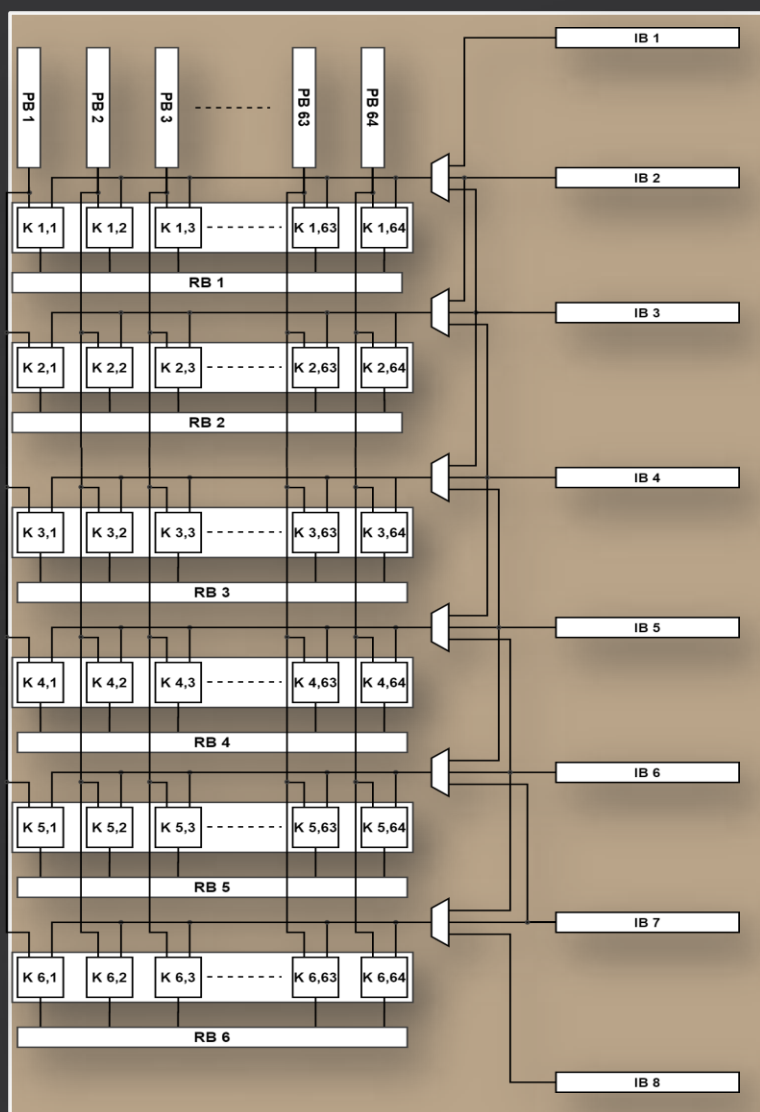 IB 1
PB 1
PB 2
PB 3
PB 63
PB 64
IB 2
K 1,1
K 1,2
K 1,3
K 1,63
K 1,64
RB 1
IB 3
K 2,1
K 2,2
K 2,3
K 2,63
K 2,64
RB 2
IB 4
K 3,1
K 3,2
K 3,3
K 3,63
K 3,64
RB 3
IB 5
K 4,1
K 4,2
K 4,3
K 4,63
K 4,64
RB 4
IB 6
K 5,1
K 5,2
K 5,3
K 5,63
K 5,64
RB 5
IB 7
K 6,1
K 6,2
K 6,3
K 6,63
K 6,64
RB 6
IB 8